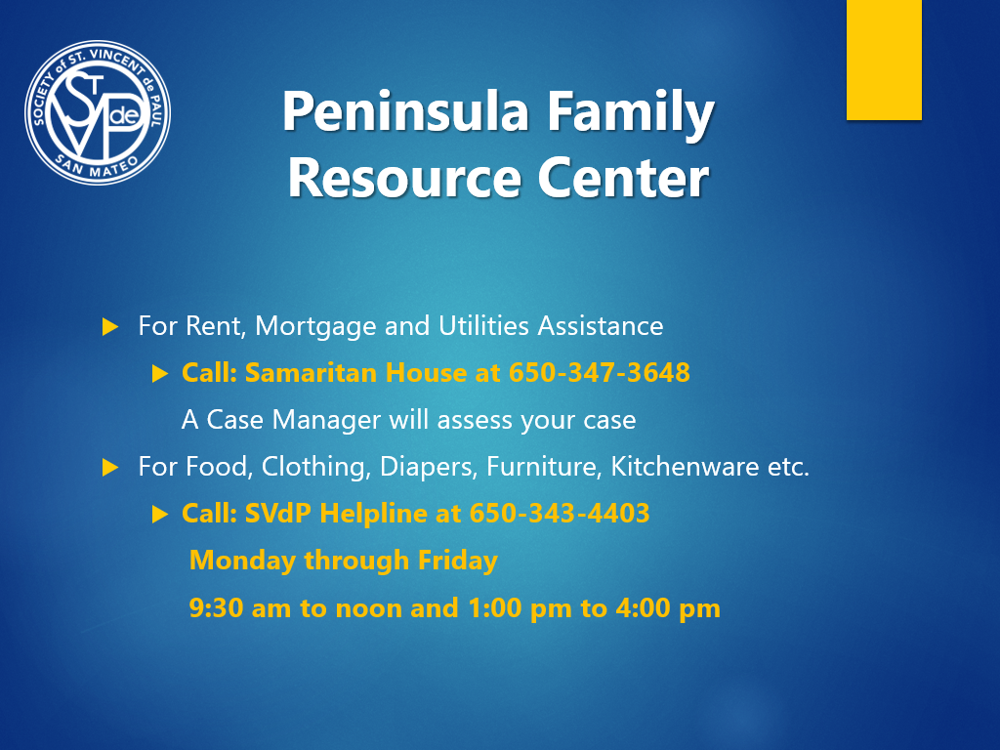 SOCIETY of ST. VINCENT de PAUL
ST
V
P
de
SAN MATEO
Peninsula Family
Resource Center
For Rent, Mortgage and Utilities Assistance
Call: Samaritan House at 650-347-3648
A Case Manager will assess your case
For Food, Clothing, Diapers, Furniture, Kitchenware etc.
Call: SVdP Helpline at 650-343-4403
Monday through Friday
9:30 am to noon and 1:00 pm to 4:00 pm